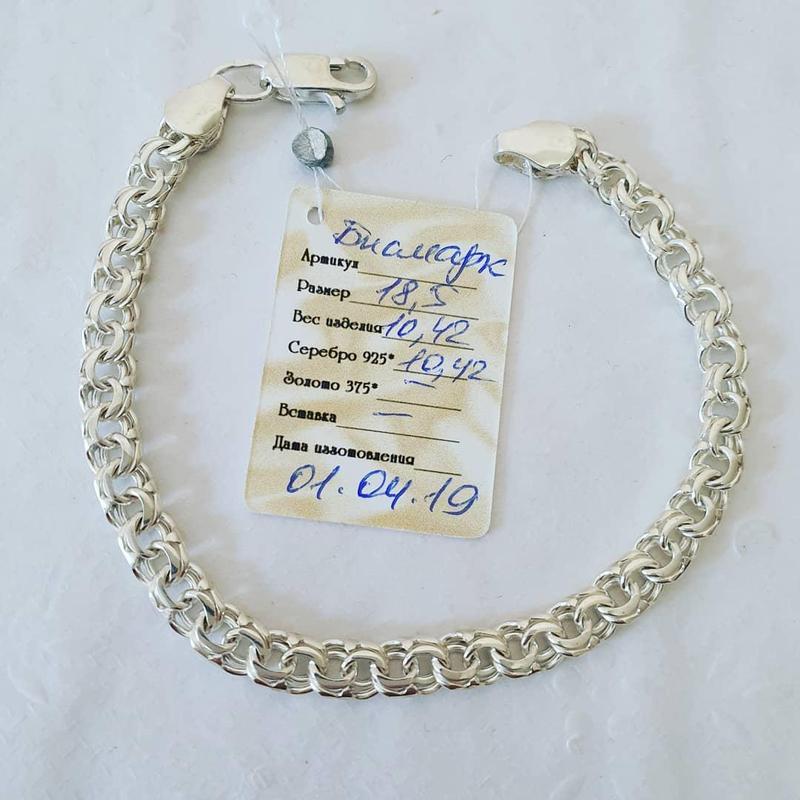 Артикул Бисмарк
Размер 18,5
Вес изделия 10,42
Серебро 925* 10,42
Золото 375* —
Вставка —
Дата изготовления
01.04.19